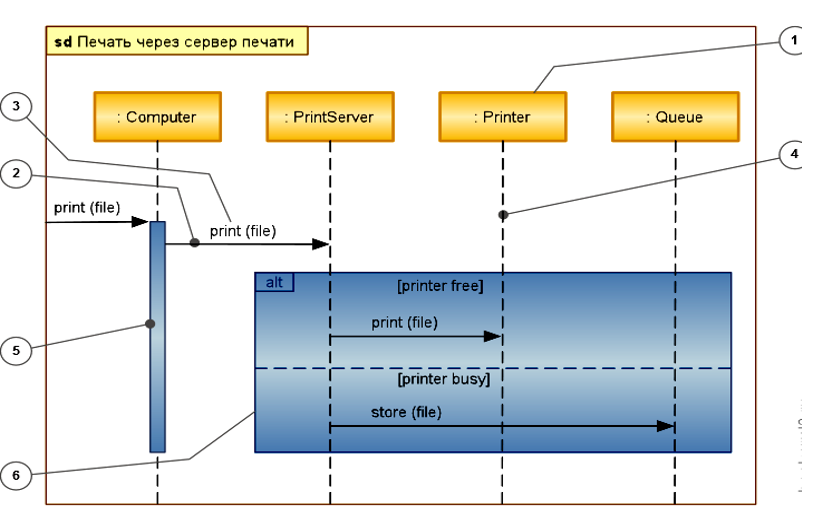 sd Печать через сервер печати
1
3
: Computer
: PrintServer
: Printer
: Queue
2
4
print (file)
print (file)
alt
[printer free]
print (file)
5
[printer busy]
store (file)
6